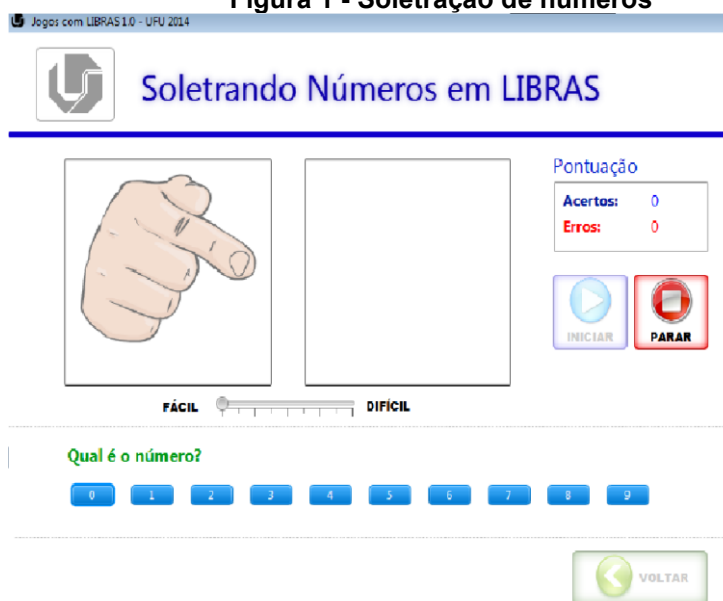 Figura 1 - Soletração de números
Jogos com LIBRAS 1.0 - UFU 2014
Soletrando Números em LIBRAS
Pontuação
Acertos: 0
Erros: 0
INICIAR PARAR
FÁCIL DIFÍCIL
Qual é o número?
0 1 2 3 4 5 6 7 8 9
VOLTAR